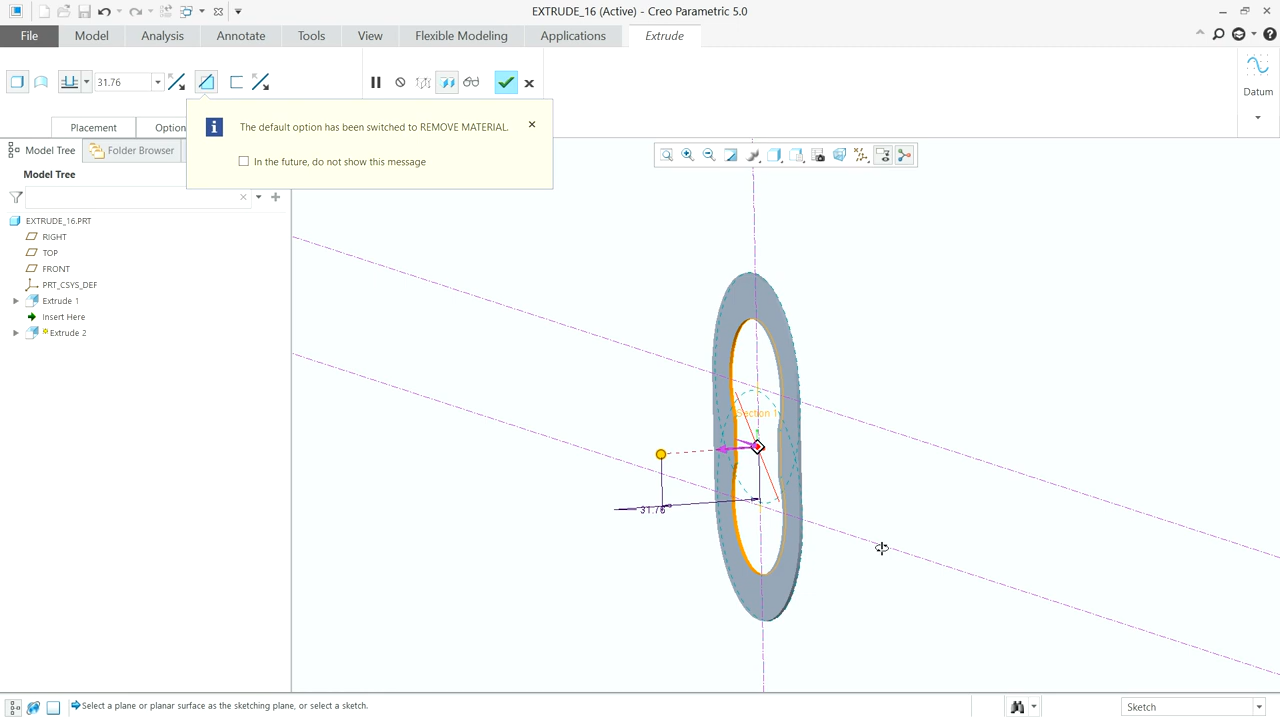 EXTRUDE_16 (Active) - Creo Parametric 5.0
File Model Analysis Annotate Tools View Flexible Modeling Applications Extrude
31.76
Datum
Placement Option
The default option has been switched to REMOVE MATERIAL.
In the future, do not show this message
Model Tree Folder Browser
Model Tree
EXTRUDE_16.PRT
RIGHT
TOP
FRONT
PRT_CSYS_DEF
Extrude 1
Insert Here
Extrude 2
Section 1
31.76
Select a plane or planar surface as the sketching plane, or select a sketch.
Sketch